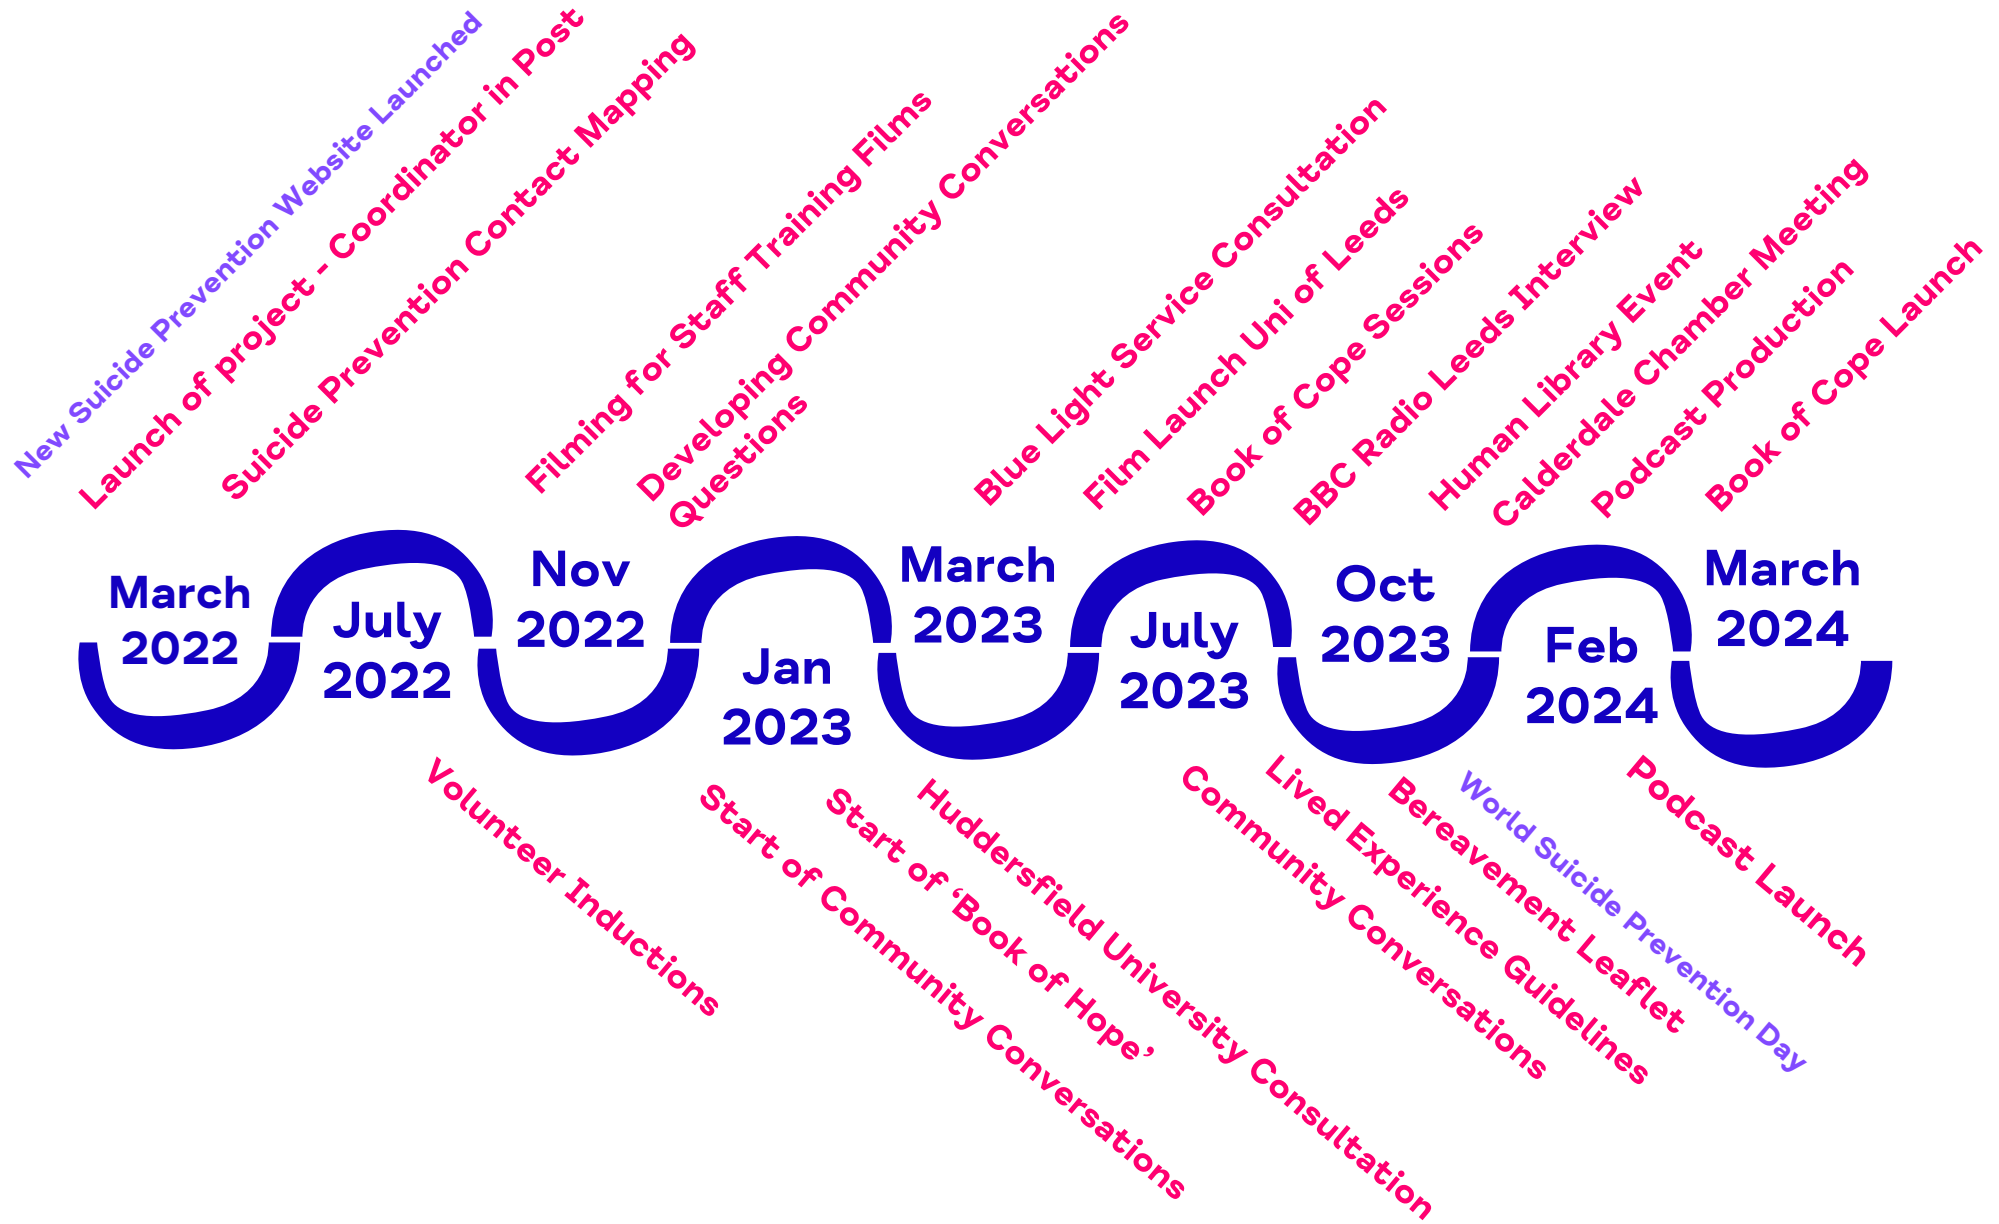 New Suicide Prevention Website Launched
Launch of project - Coordinator in Post
Suicide Prevention Contact Mapping
Filming for Staff Training Films
Developing Community Conversations
Questions
Blue Light Service Consultation
Film Launch Uni of Leeds
Book of Cope Sessions
BBC Radio Leeds Interview
Human Library Event
Calderdale Chamber Meeting
Podcast Production
Book of Cope Launch
March
2022
July
2022
Nov
2022
Jan
2023
March
2023
July
2023
Oct
2023
Feb
2024
March
2024
Volunteer Inductions
Start of Community Conversations
Start of ‘Book of Hope’
Huddersfield University Consultation
Community Conversations
Lived Experience Guidelines
Bereavement Leaflet
World Suicide Prevention Day
Podcast Launch